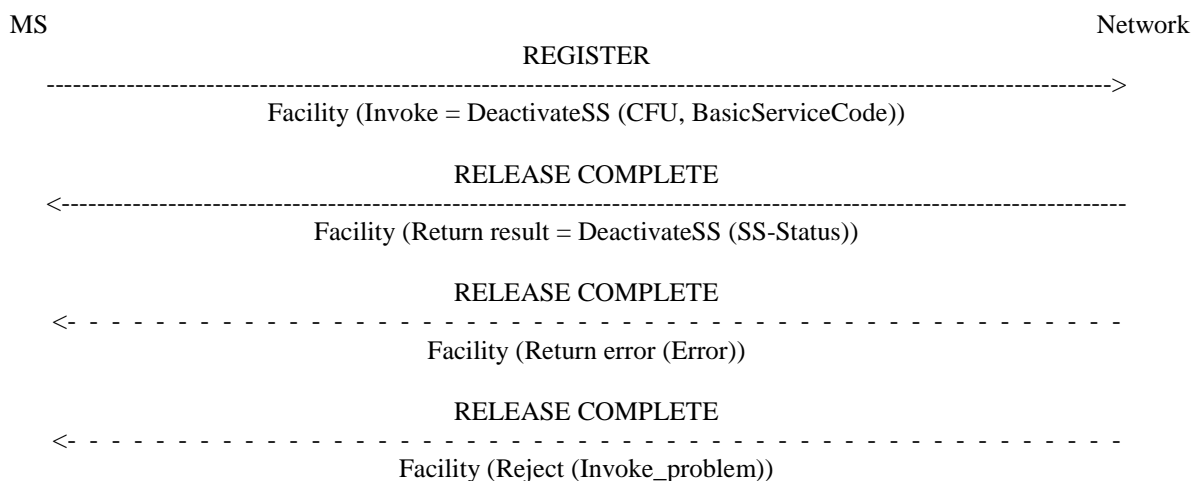 MS Network
REGISTER
Facility (Invoke = DeactivateSS (CFU, BasicServiceCode))
RELEASE COMPLETE
Facility (Return result = DeactivateSS (SS-Status))
RELEASE COMPLETE
Facility (Return error (Error))
RELEASE COMPLETE
Facility (Reject (Invoke_problem))